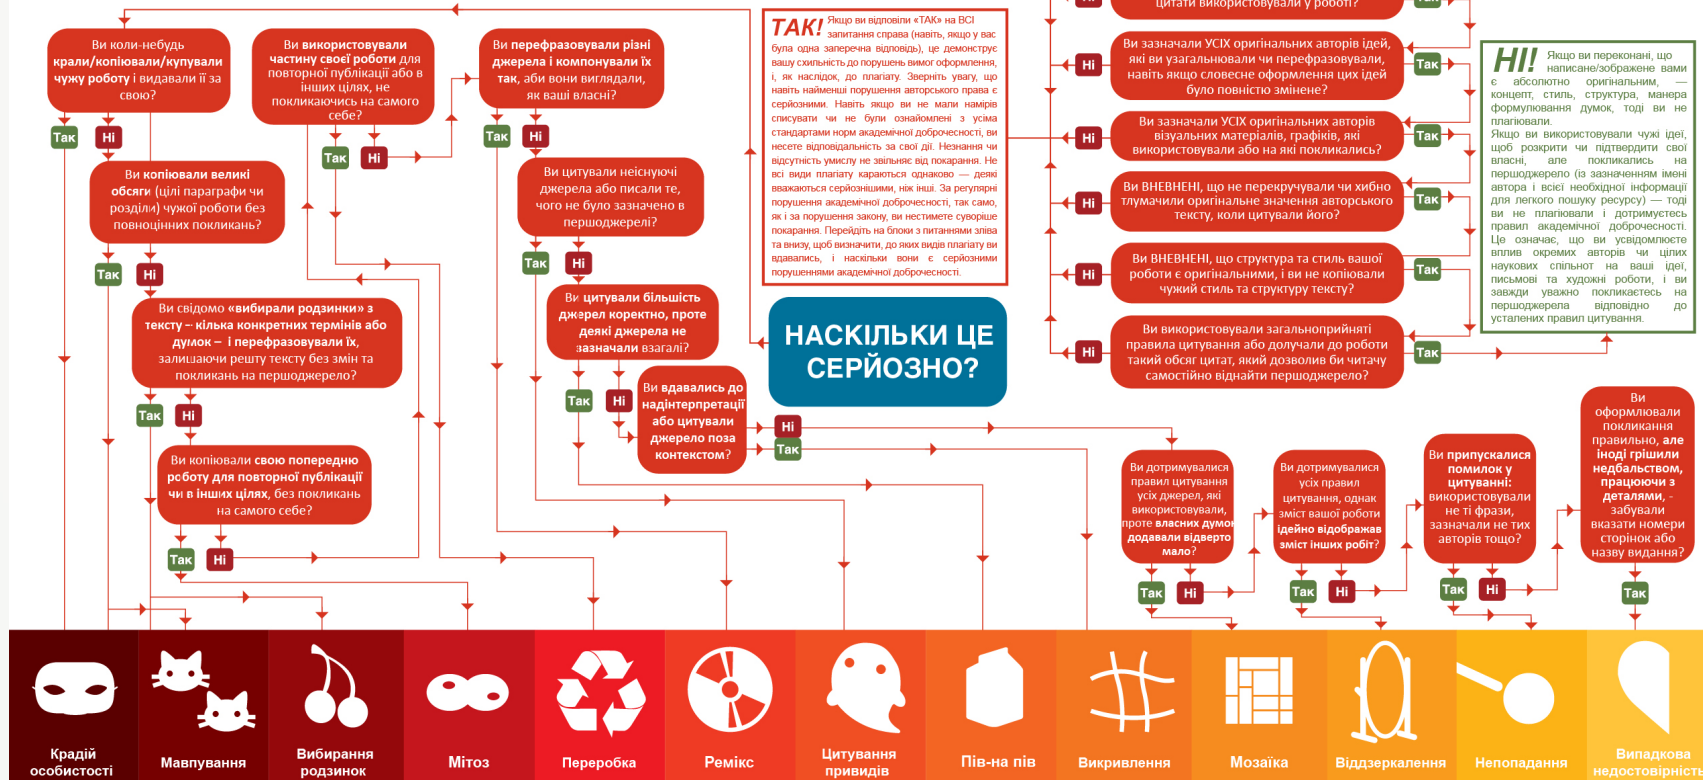 Ви коли-небудь
крали/копіювали/купували
чужу роботу і видавали її за
свою?
Так
Ні
Ви копіювали великі
обсяги (цілі параграфи чи
розділи) чужої роботи без
повноцінних покликань?
Так
Ні
Ви свідомо «вибирали родзинки» з
тексту – кілька конкретних термінів або
думок – і перефразовували їх,
залишаючи решту тексту без змін та
покликань на першоджерело?
Так
Ні
Ви копіювали свою попередню
роботу для повторної публікації
чи в інших цілях, без покликань
на самого себе?
Так
Ні
Ви використовували
частину своєї роботи для
повторної публікації або в
інших цілях, не
покликаючись на самого
себе?
Так
Ні
Ви перефразовували різні
джерела і компонували їх
так, аби вони виглядали,
як ваші власні?
Так
Ні
Ви цитували неіснуючі
джерела або писали те,
чого не було зазначено в
першоджерелі?
Так
Ні
Ви цитували більшість
джерел коректно, проте
деякі джерела не
зазначали взагалі?
Так
Ні
Ви вдавались до
надінтерпретації
або цитували
джерело поза
контекстом?
Ні
Так
ТАК! Якщо ви відповіли «ТАК» на ВСІ
запитання справа (навіть, якщо у вас
була одна заперечна відповідь), це демонструє
вашу схильність до порушень вимог оформлення,
і, як наслідок, до плагіату. Зверніть увагу, що
навіть найменші порушення авторського права є
серйозними. Навіть якщо ви не мали намірів
списувати чи не були ознайомлені з усіма
стандартами норм академічної доброчесності, ви
несете відповідальність за свої дії. Незнання чи
відсутність умислу не звільняє від покарання. Не
всі види плагіату караються однаково — деякі
вважаються серйознішими, ніж інші. За регулярні
порушення академічної доброчесності, так само,
як і за порушення закону, ви нестимете суворіше
покарання. Перейдіть на блоки з питаннями зліва
та внизу, щоб визначити, до яких видів плагіату ви
вдавались, і наскільки вони є серйозними
порушеннями академічної доброчесності.
НАСКІЛЬКИ ЦЕ
СЕРЙОЗНО?
цитати використовували у роботі?
Ні
Так
Ви зазначали УСІХ оригінальних авторів ідей,
які ви узагальнювали чи перефразовували,
навіть якщо словесне оформлення цих ідей
було повністю змінене?
Ні
Так
Ви зазначали УСІХ оригінальних авторів
візуальних матеріалів, графіків, які
використовували або на які покликались?
Ні
Так
Ви ВНЕВНЕНІ, що не перекручували чи хибно
тлумачили оригінальне значення авторського
тексту, коли цитували його?
Ні
Так
Ви ВНЕВНЕНІ, що структура та стиль вашої
роботи є оригінальними, і ви не копіювали
чужий стиль та структуру тексту?
Ні
Так
Ви використовували загальноприйняті
правила цитування або долучали до роботи
такий обсяг цитат, який дозволив би читачу
самостійно віднайти першоджерело?
Ні
Так
НІ! Якщо ви переконані, що
написане/зображене вами
є абсолютно оригінальним, —
концепт, стиль, структура, манера
формулювання думок, тоді ви не
плагіювали.
Якщо ви використовували чужі ідеї,
щоб розкрити чи підтвердити свої
власні, але покликались на
першоджерело (із зазначенням імені
автора і всієї необхідної інформації
для легкого пошуку ресурсу) — тоді
ви не плагіювали і дотримуєтесь
правил академічної доброчесності.
Це означає, що ви усвідомлюєте
вплив окремих авторів чи цілих
наукових спільнот на ваші ідеї,
письмові та художні роботи, і ви
завжди уважно покликаєтесь на
першоджерела відповідно до
усталених правил цитування.
Ви дотримувалися
правил цитування
усіх джерел, які
використовували,
проте власних думок
додавали відверто
мало?
Так
Ні
Ви дотримувалися
усіх правил
цитування, однак
зміст вашої роботи
ідейно відображав
зміст інших робіт?
Так
Ні
Ви припускалися
помилок у
цитуванні:
використовували
не ті фрази,
зазначали не тих
авторів тощо?
Так
Ні
Ви
оформлювали
покликання
правильно, але
іноді грішили
недбальством,
працюючи з
деталями, -
забували
вказати номери
сторінок або
назву видання?
Так
Крадій
особистості
Мавпування
Вибирання
родзинок
Мітоз
Переробка
Ремікс
Цитування
привидів
Пів-на пів
Викривлення
Мозаїка
Віддзеркалення
Непопадання
Випадкова
недостовірність